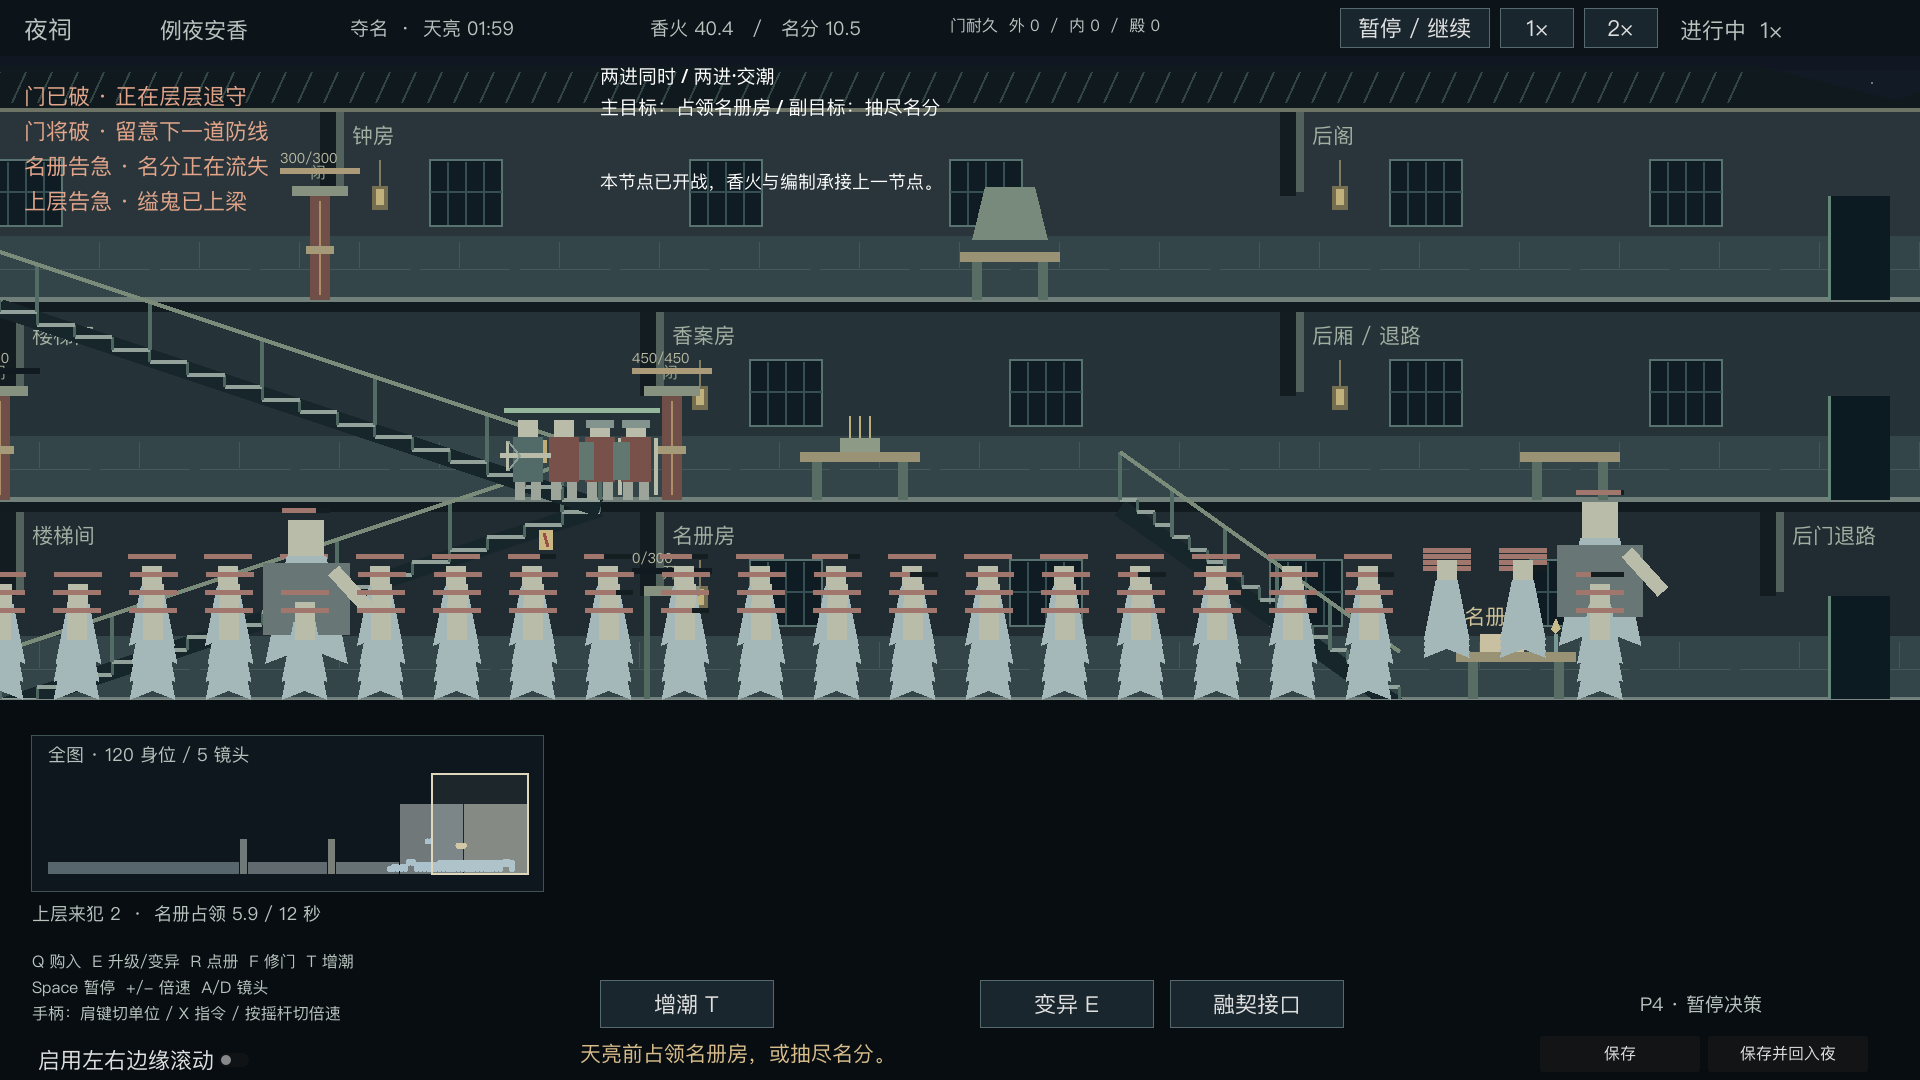 夜祠
例夜安香
夺名 · 天亮 01:59
香火 40.4 / 名分 10.5
门耐久 外 0 / 内 0 / 殿 0
暂停 / 继续
1×
2×
进行中 1×
两进同时 / 两进·交潮
主目标：占领名册房 / 副目标：抽尽名分
本节点已开战，香火与编制承接上一节点。
门已破 · 正在层层退守
门将破 · 留意下一道防线
名册告急 · 名分正在流失
上层告急 · 缢鬼已上梁
钟房
300/300
闭
后阁
香案房
450/450
闭
后厢 / 退路
楼梯间
名册房
0/300
后门退路
名册
全图 · 120 身位 / 5 镜头
上层来犯 2 · 名册占领 5.9 / 12 秒
Q 购入 E 升级/变异 R 点册 F 修门 T 增潮
Space 暂停 +/− 倍速 A/D 镜头
手柄：肩键切单位 / X 指令 / 按摇杆切倍速
启用左右边缘滚动
增潮 T
变异 E
融契接口
天亮前占领名册房，或抽尽名分。
P4 · 暂停决策
保存
保存并回入夜